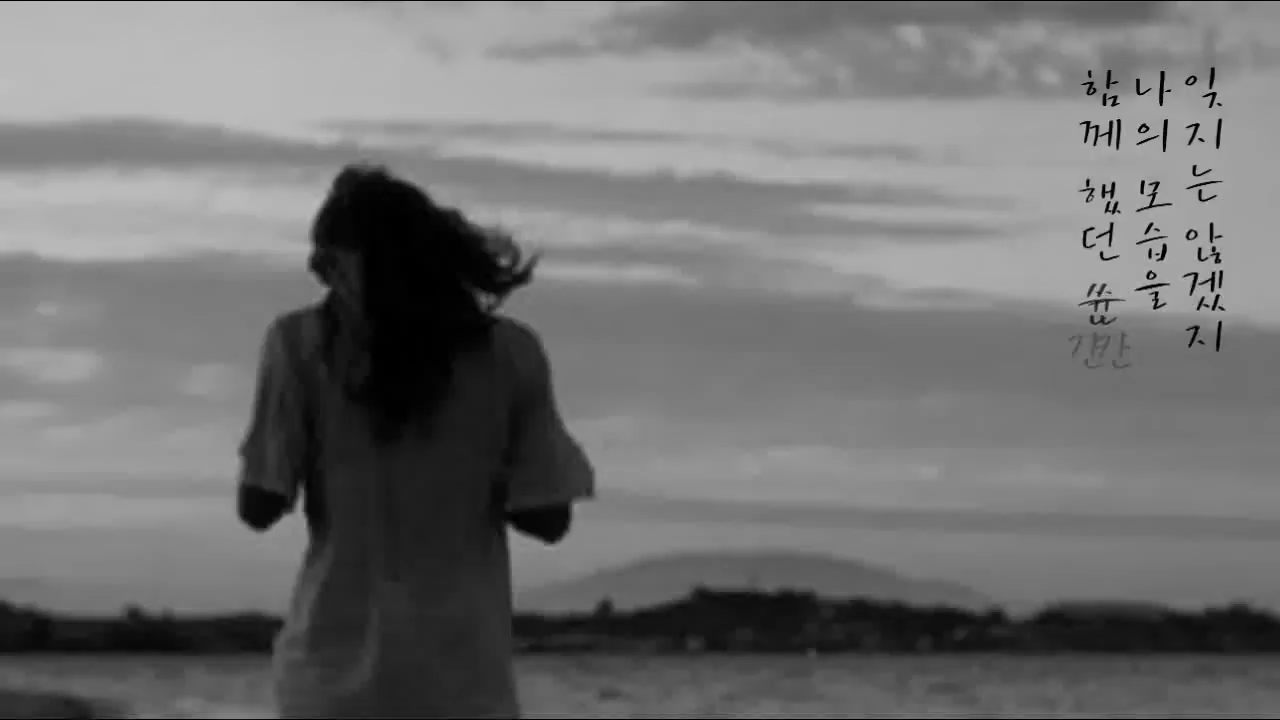 잊지는 않겠지
나의 모습을
함께 했던